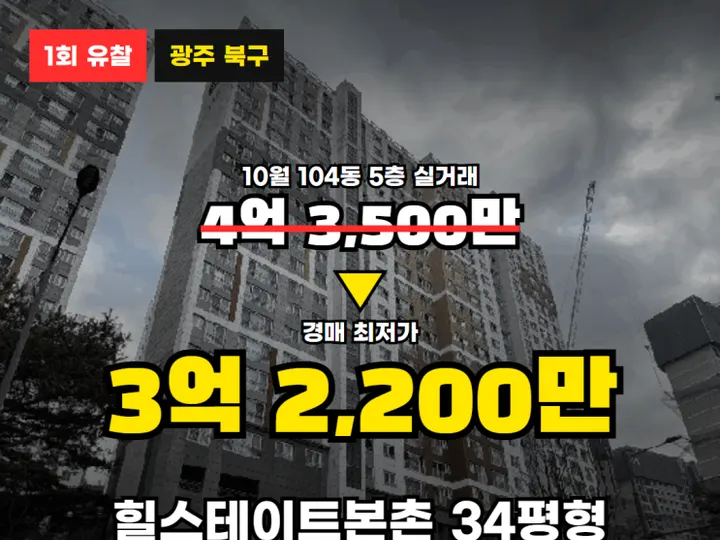 1회 유찰
광주 북구
10월 104동 5층 실거래
4억 3,500만
경매 최저가
3억 2,200만
힐스테이트본촌 34평형